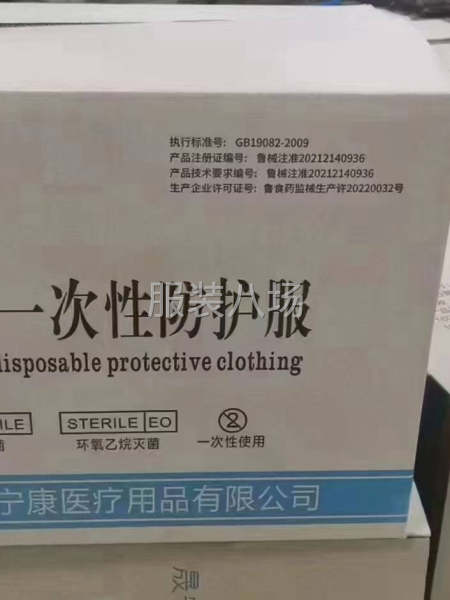 执行标准号: GB19082-2009
产品注册证编号: 鲁械注准20212140936
产品技术要求编号: 鲁械注准20212140936
生产企业许可证号: 鲁食药监械生产许20220032号
一次性防护服
服装八场
disposable protective clothing
STERILE EO
环氧乙烷灭菌
一次性使用
宁康医疗用品有限公司